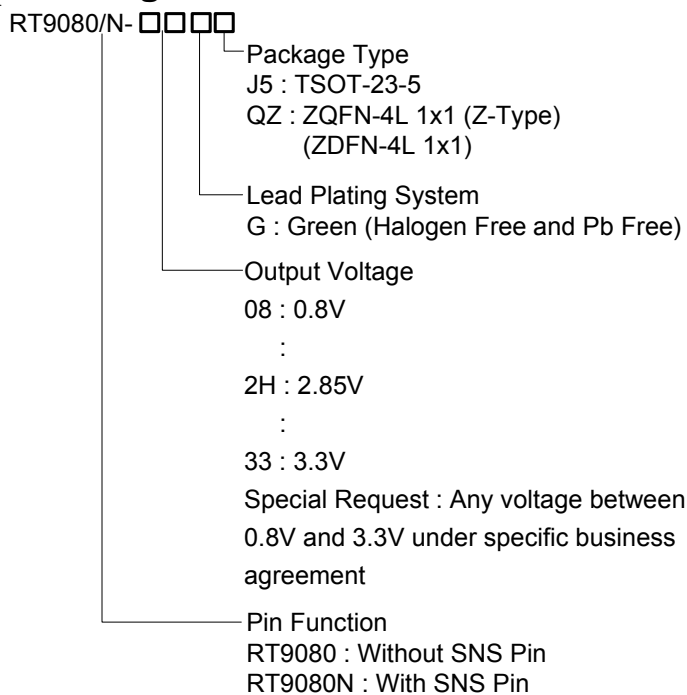 RT9080/N- □□□□
Package Type
J5 : TSOT-23-5
QZ : ZQFN-4L 1x1 (Z-Type)
(ZDFN-4L 1x1)
Lead Plating System
G : Green (Halogen Free and Pb Free)
Output Voltage
08 : 0.8V
:
2H : 2.85V
:
33 : 3.3V
Special Request : Any voltage between
0.8V and 3.3V under specific business
agreement
Pin Function
RT9080 : Without SNS Pin
RT9080N : With SNS Pin